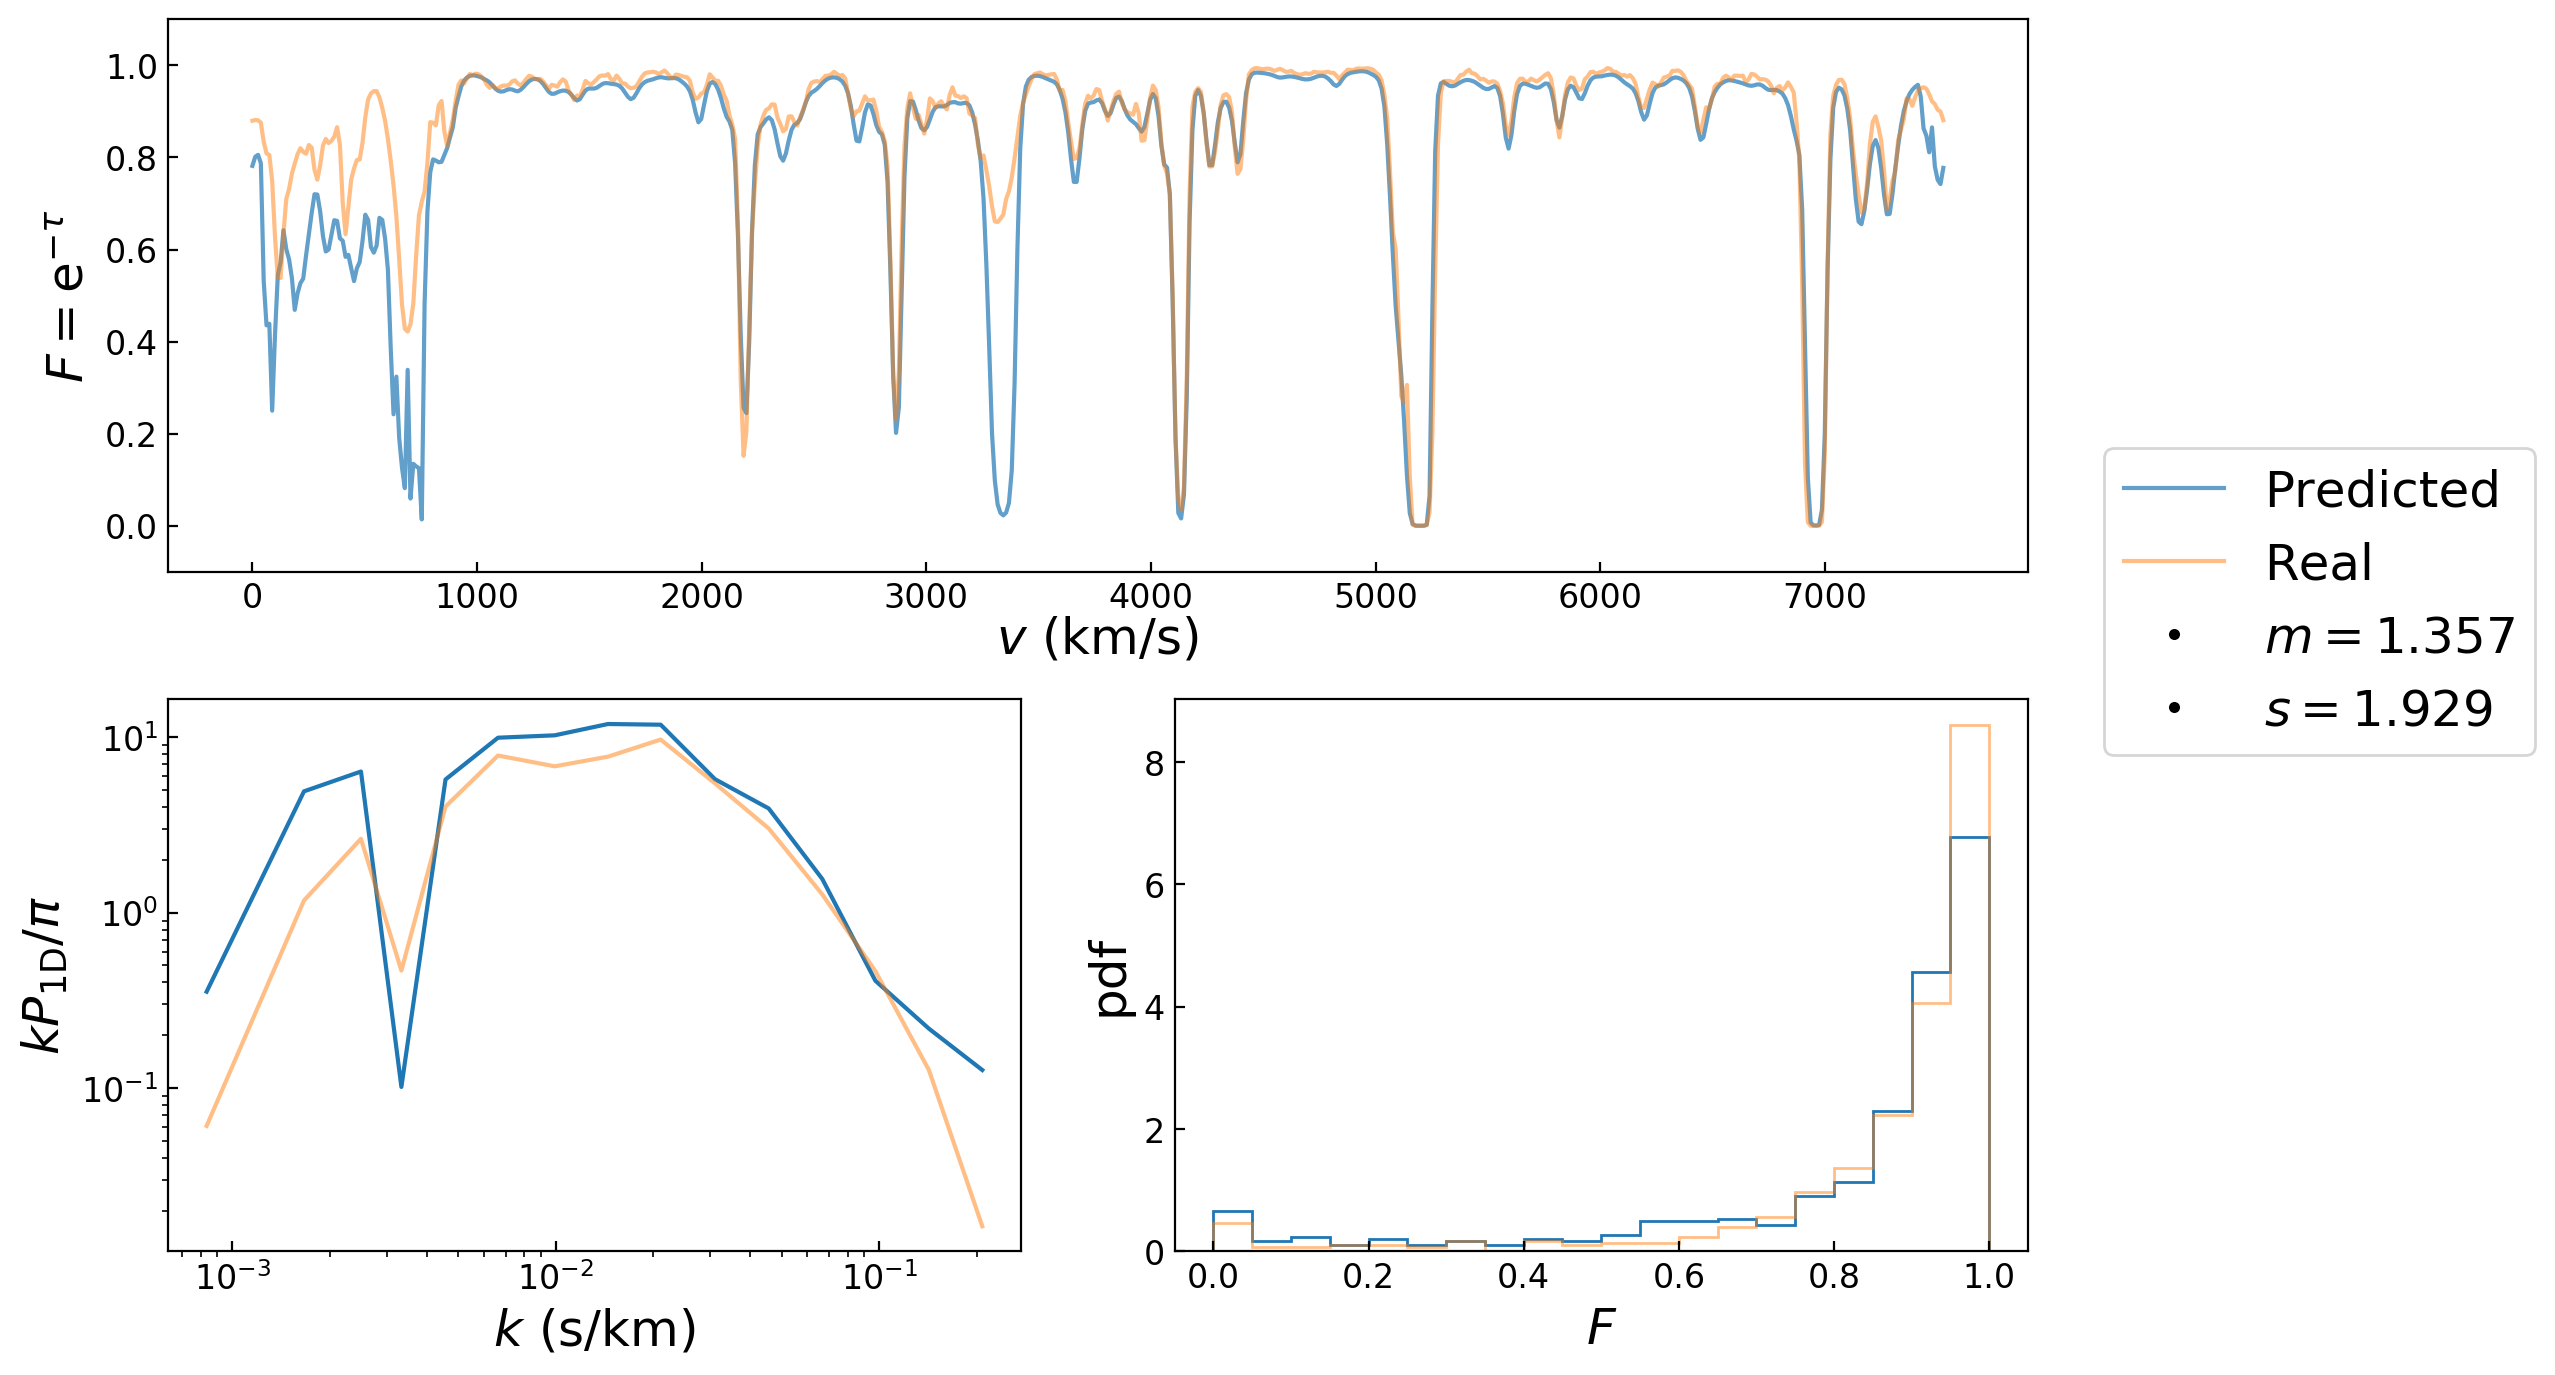 1.0
0.8
0.6
0.4
0.2
0.0
F = e^{−τ}
0 1000 2000 3000 4000 5000 6000 7000
v (km/s)
Predicted
Real
m = 1.357
s = 1.929
10^1
10^0
10^{−1}
kP_{1D}/π
10^{−3} 10^{−2} 10^{−1}
k (s/km)
8
6
4
2
0
pdf
0.0 0.2 0.4 0.6 0.8 1.0
F